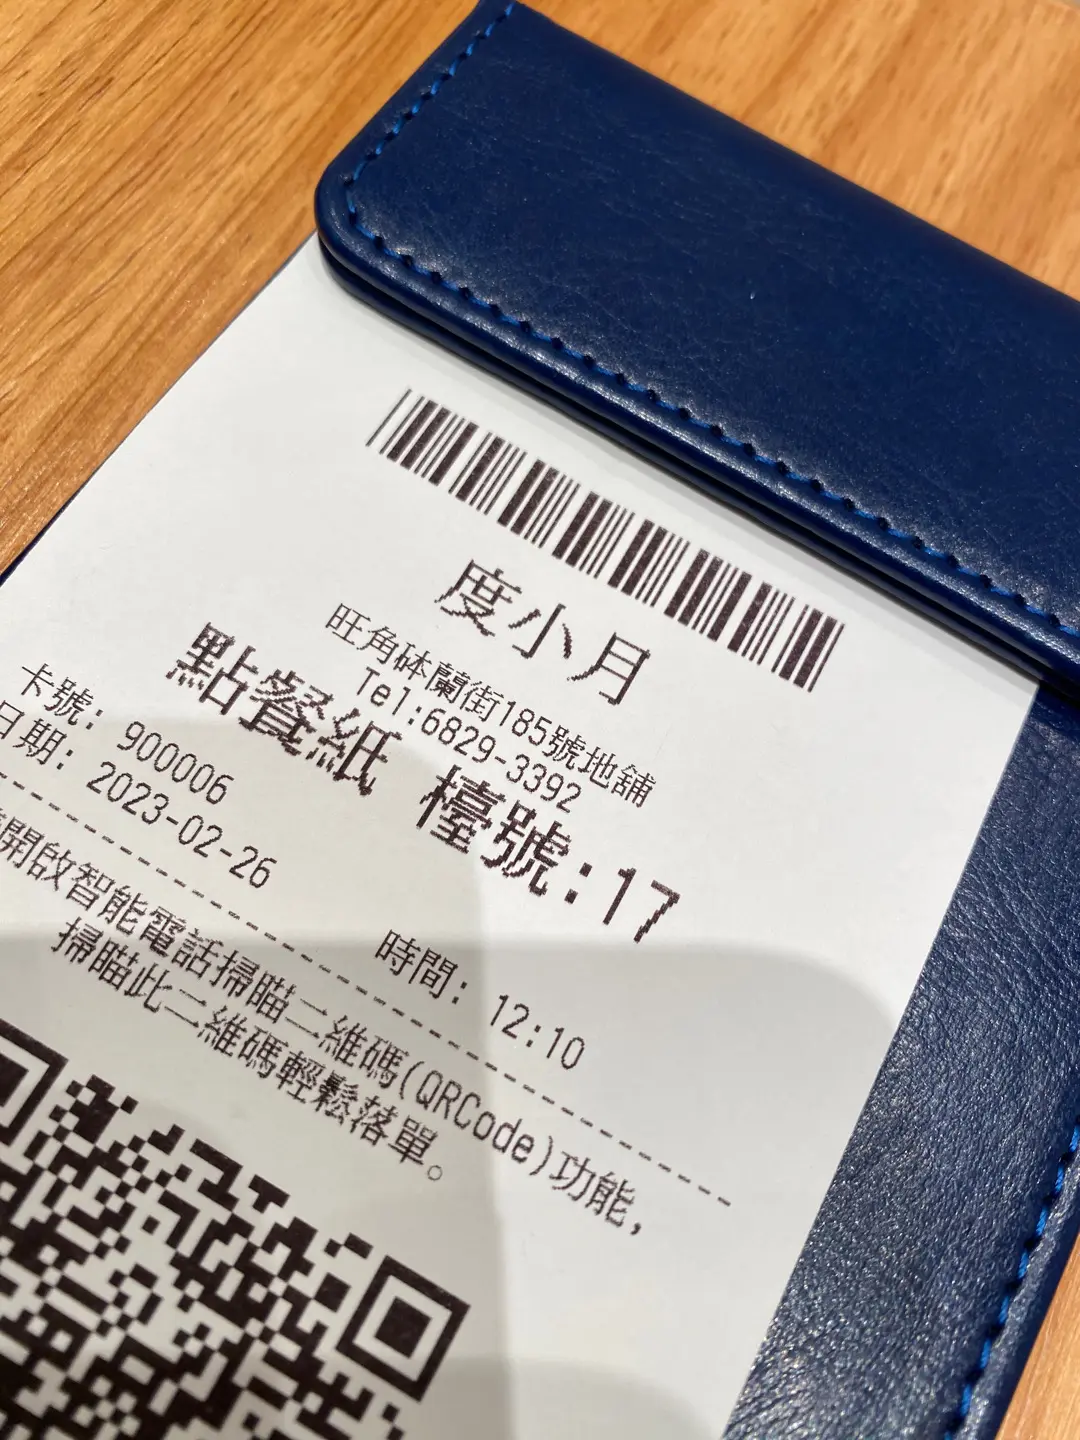 度小月
旺角砵蘭街185號地舖
Tel:6829-3392
點餐紙 檯號:17
卡號: 900006
日期: 2023-02-26
時間: 12:10
開啟智能電話掃瞄二維碼(QRCode)功能,
掃瞄此二維碼輕鬆落單。